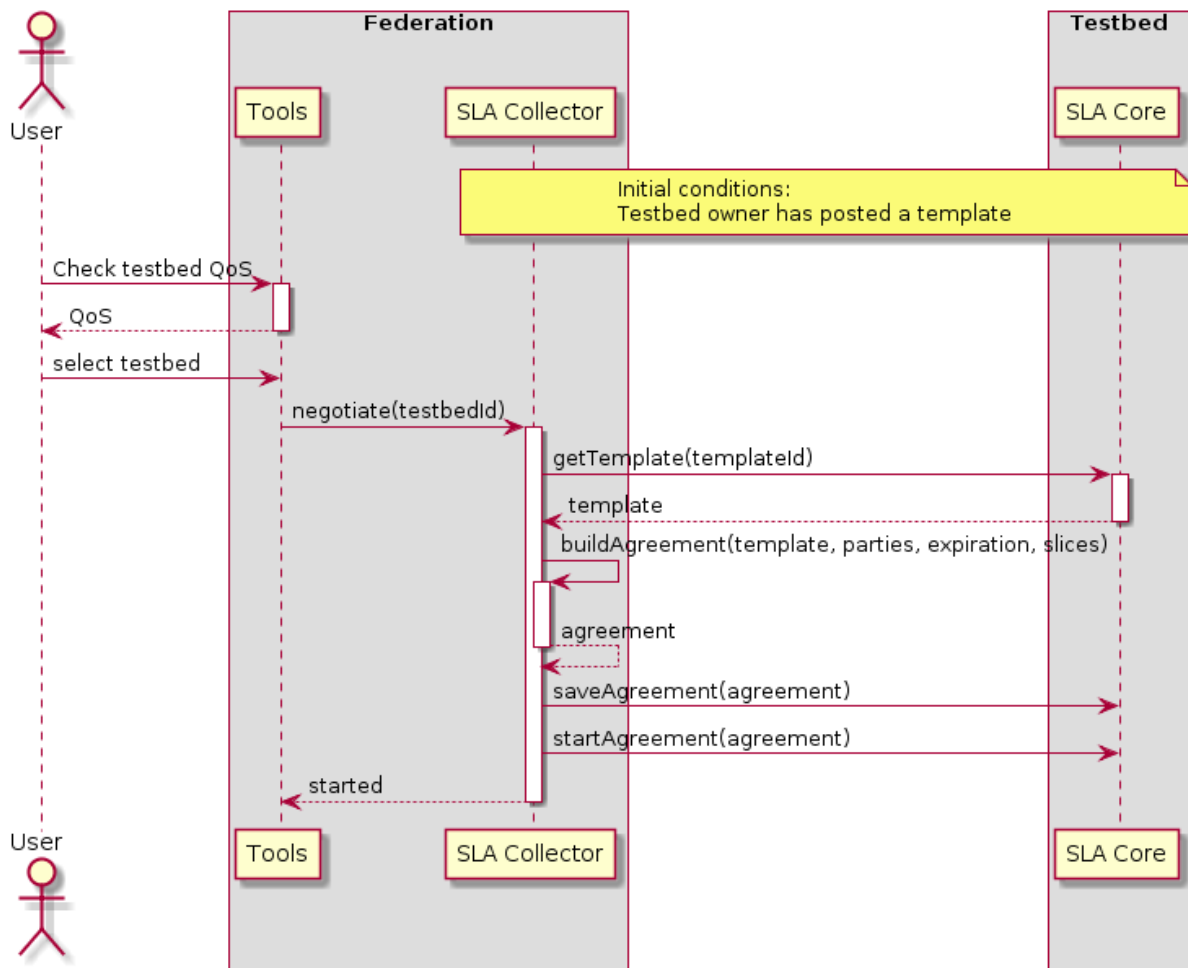 Federation
Testbed
Tools
SLA Collector
SLA Core
User
Initial conditions:
Testbed owner has posted a template
Check testbed QoS
QoS
select testbed
negotiate(testbedId)
getTemplate(templateId)
template
buildAgreement(template, parties, expiration, slices)
agreement
saveAgreement(agreement)
startAgreement(agreement)
started
User
Tools
SLA Collector
SLA Core